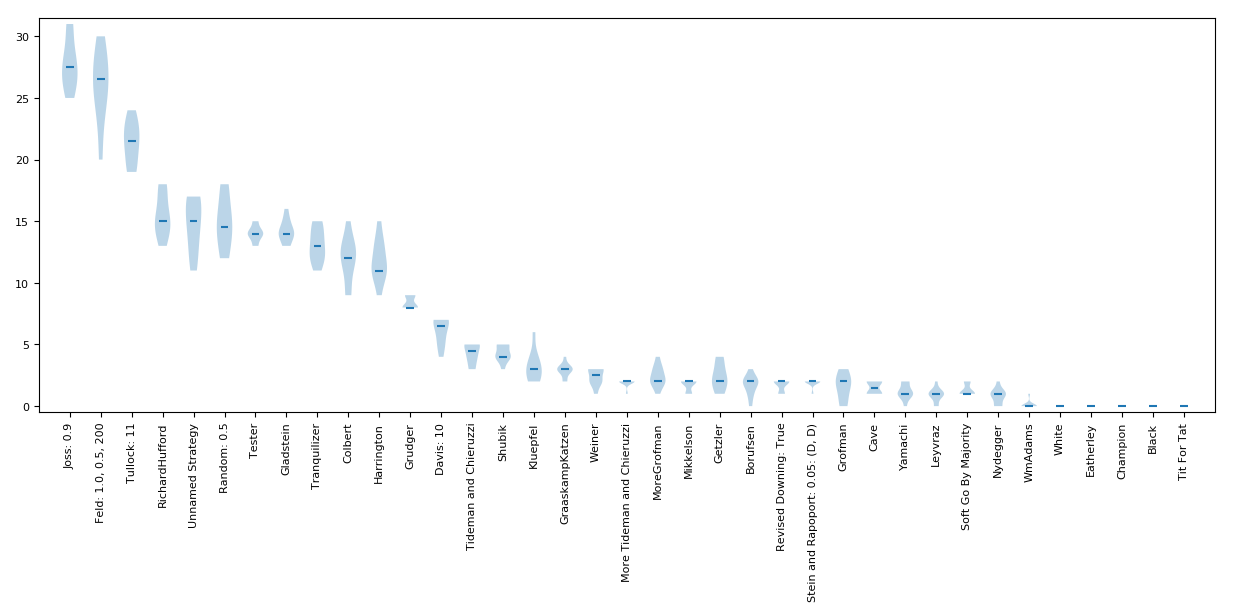 30
25
20
15
10
5
0
Joss: 0.9
Feld: 1.0, 0.5, 200
Tullock: 11
RichardHufford
Unnamed Strategy
Random: 0.5
Tester
Gladstein
Tranquilizer
Colbert
Harrington
Grudger
Davis: 10
Tideman and Chieruzzi
Shubik
Kluepfel
GraaskampKatzen
Weiner
More Tideman and Chieruzzi
MoreGrofman
Mikkelson
Getzler
Borufsen
Revised Downing: True
Stein and Rapoport: 0.05: (D, D)
Grofman
Cave
Yamachi
Leyvraz
Soft Go By Majority
Nydegger
WmAdams
White
Eatherley
Champion
Black
Tit For Tat